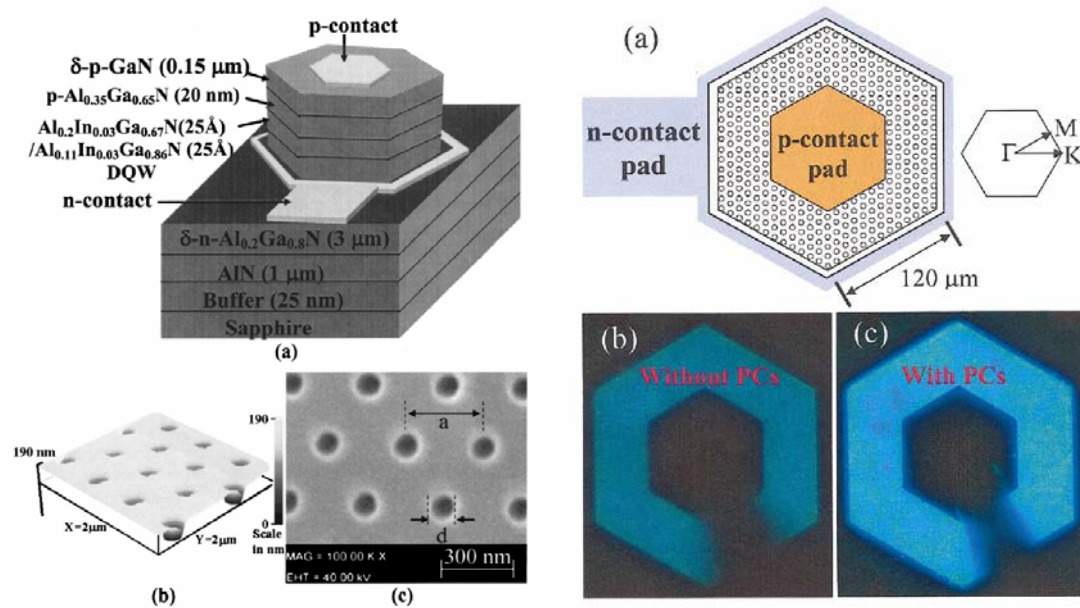 p-contact
δ-p-GaN (0.15 μm)
p-Al0.35Ga0.65N (20 nm)
Al0.2In0.03Ga0.67N(25Å)
/Al0.11In0.03Ga0.86N (25Å)
DQW
n-contact
δ-n-Al0.2Ga0.8N (3 μm)
AlN (1 μm)
Buffer (25 nm)
Sapphire
(a)
190 nm
X=2μm
Y=2μm
(b)
190
0
Scale
in nm
a
d
MAG = 100.00 K X
EHT = 40.00 kV
300 nm
(c)
(a)
n-contact
pad
p-contact
pad
M
Γ
K
120 μm
(b)
Without PCs
(c)
With PCs